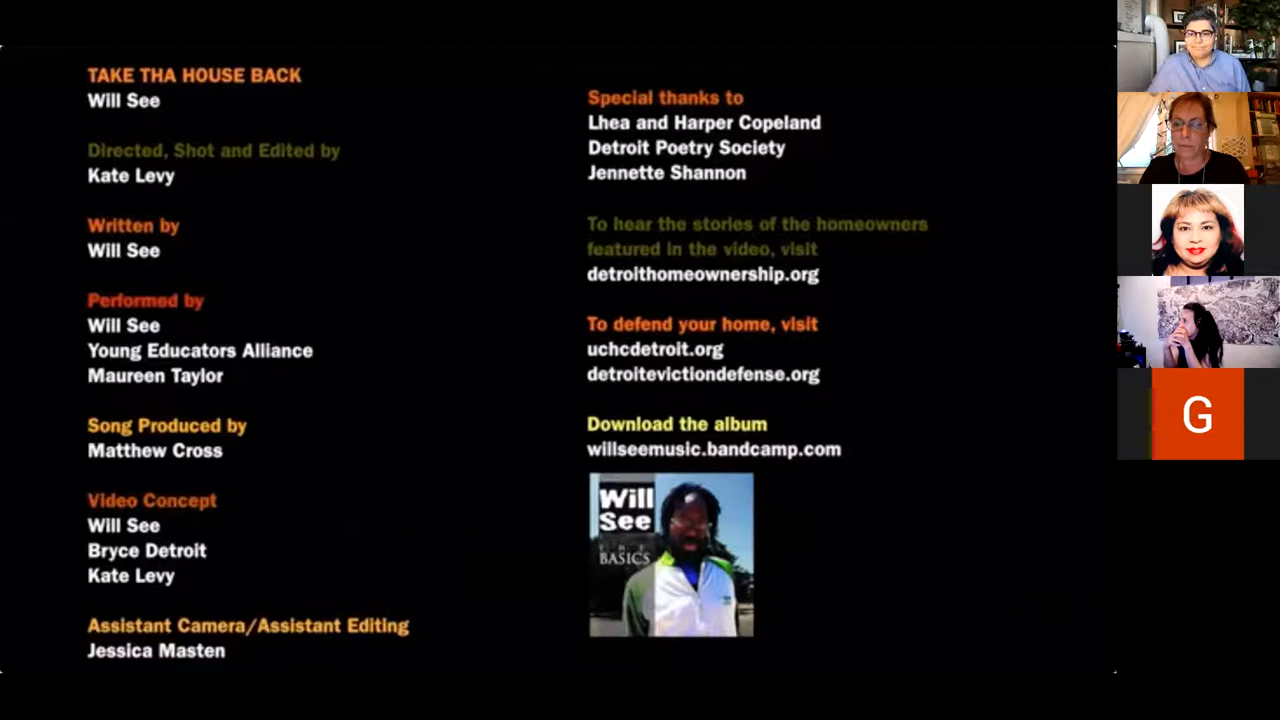 TAKE THA HOUSE BACK
Will See
Directed, Shot and Edited by
Kate Levy
Written by
Will See
Performed by
Will See
Young Educators Alliance
Maureen Taylor
Song Produced by
Matthew Cross
Video Concept
Will See
Bryce Detroit
Kate Levy
Assistant Camera/Assistant Editing
Jessica Masten
Special thanks to
Lhea and Harper Copeland
Detroit Poetry Society
Jennette Shannon
To hear the stories of the homeowners
featured in the video, visit
detroithomeownership.org
To defend your home, visit
uchcdetroit.org
detroitevictiondefense.org
Download the album
willseemusic.bandcamp.com
Will
See
THE
BASICS
G